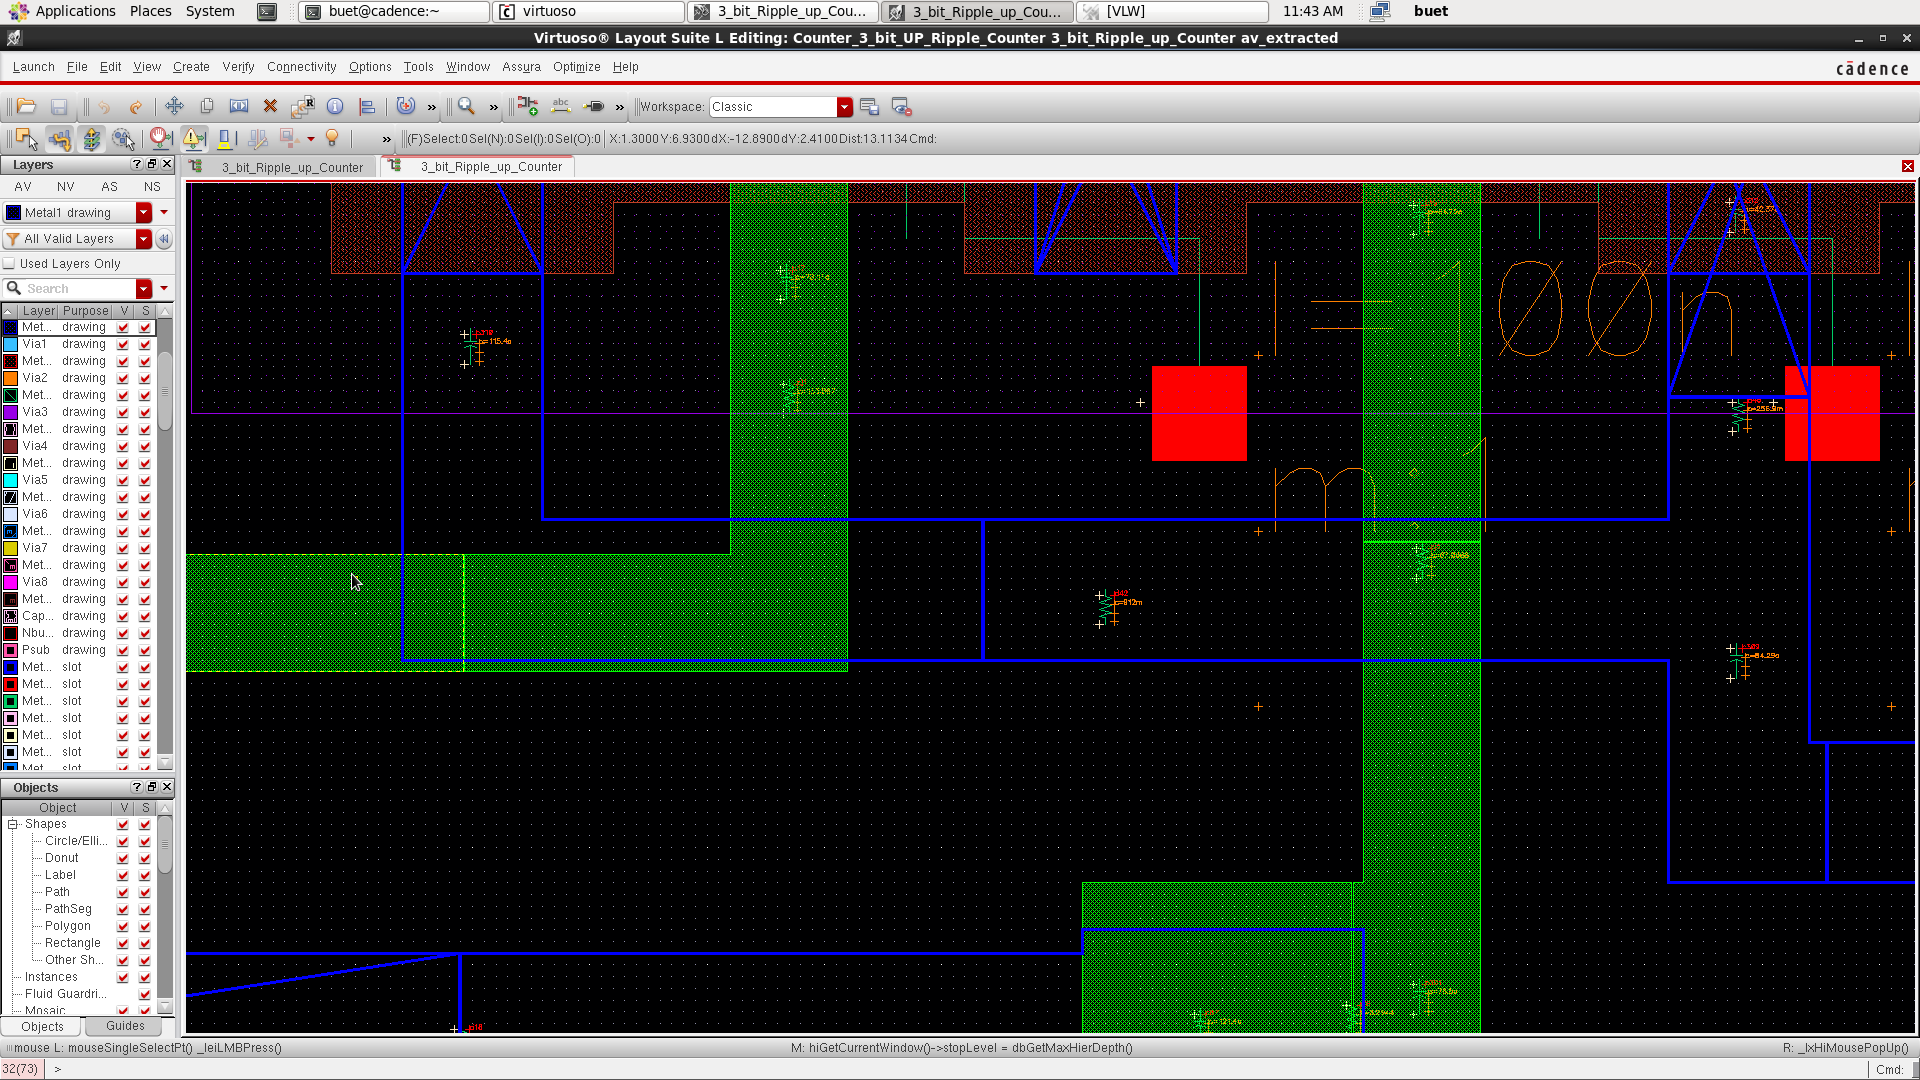 Applications Places System buet@cadence:~ virtuoso 3_bit_Ripple_up_Cou... 3_bit_Ripple_up_Cou... [VLW] 11:43 AM buet
Virtuoso® Layout Suite L Editing: Counter_3_bit_UP_Ripple_Counter 3_bit_Ripple_up_Counter av_extracted
Launch File Edit View Create Verify Connectivity Options Tools Window Assura Optimize Help
cādence
Workspace: Classic
(F)Select:0 Sel(N):0 Sel(I):0 Sel(O):0 X:1.3000 Y:6.9300 dX:-12.8900 dY:2.4100 Dist:13.1134 Cmd:
Layers
3_bit_Ripple_up_Counter 3_bit_Ripple_up_Counter
AV NV AS NS
Metal1 drawing
All Valid Layers
Used Layers Only
Search
Layer Purpose V S
Met... drawing
Via1 drawing
Met... drawing
Via2 drawing
Met... drawing
Via3 drawing
Met... drawing
Via4 drawing
Met... drawing
Via5 drawing
Met... drawing
Via6 drawing
Met... drawing
Via7 drawing
Met... drawing
Via8 drawing
Met... drawing
Cap... drawing
Nbu... drawing
Psub drawing
Met... slot
Met... slot
Met... slot
Met... slot
Met... slot
Met... slot
Met... slot
Objects
Object V S
Shapes
Circle/Elli...
Donut
Label
Path
PathSeg
Polygon
Rectangle
Other Sh...
Instances
Fluid Guardri...
Mosaic
Objects Guides
mouse L: mouseSingleSelectPt() _leiLMBPress() M: hiGetCurrentWindow()->stopLevel = dbGetMaxHierDepth() R: _lxHiMousePopUp()
32(73) > Cmd: